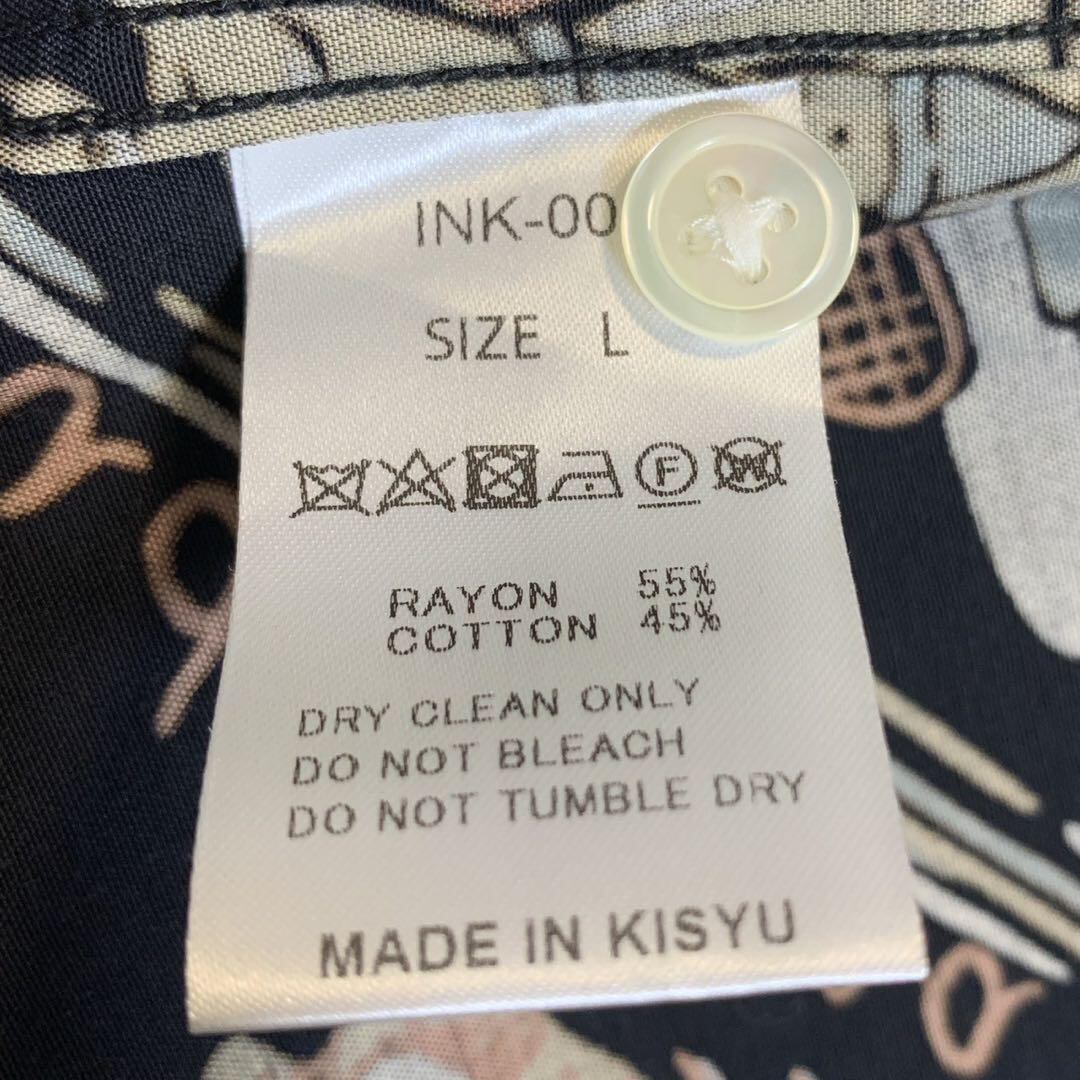 INK-00
SIZE L
F W
RAYON 55%
COTTON 45%
DRY CLEAN ONLY
DO NOT BLEACH
DO NOT TUMBLE DRY
MADE IN KISYU